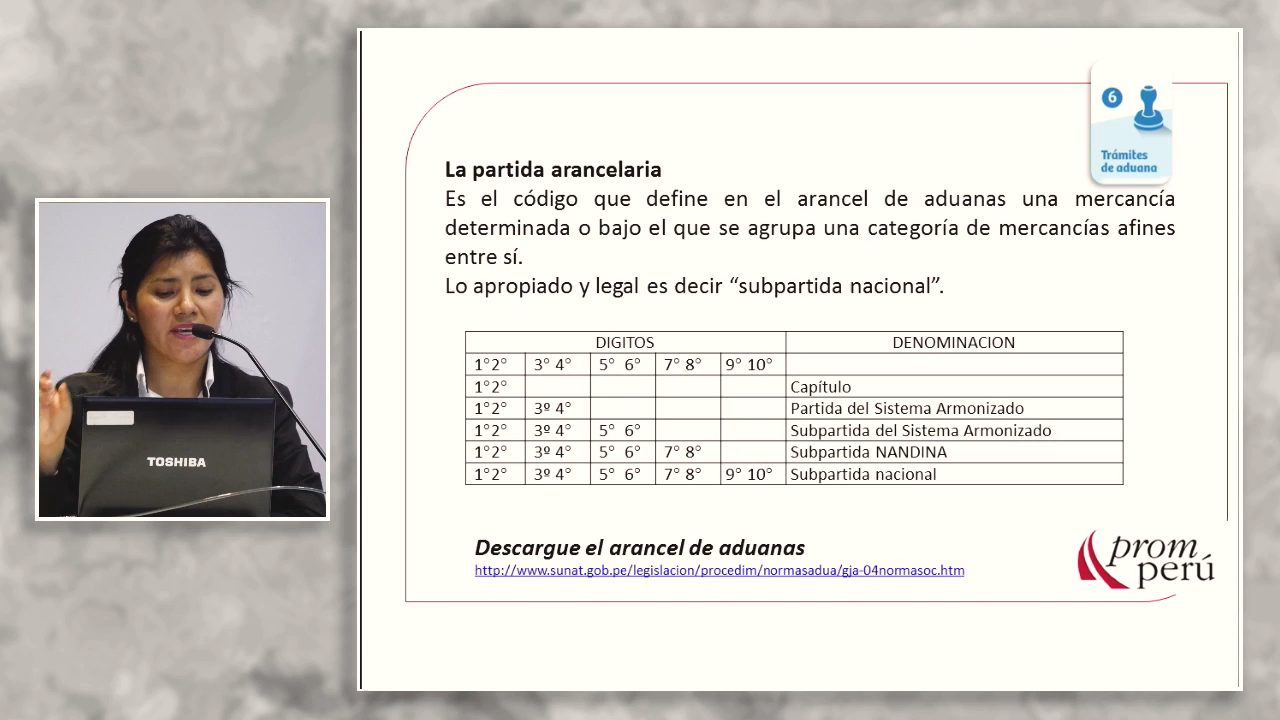 6
Trámites
de aduana
La partida arancelaria
Es el código que define en el arancel de aduanas una mercancía
determinada o bajo el que se agrupa una categoría de mercancías afines
entre sí.
Lo apropiado y legal es decir “subpartida nacional”.
DIGITOS DENOMINACION
1°2° 3° 4° 5° 6° 7° 8° 9° 10°
1°2° Capítulo
1°2° 3º 4° Partida del Sistema Armonizado
1°2° 3º 4° 5° 6° Subpartida del Sistema Armonizado
1°2° 3º 4° 5° 6° 7° 8° Subpartida NANDINA
1°2° 3º 4° 5° 6° 7° 8° 9° 10° Subpartida nacional
Descargue el arancel de aduanas
http://www.sunat.gob.pe/legislacion/procedim/normasadua/gja-04normasoc.htm
prom
perú
TOSHIBA